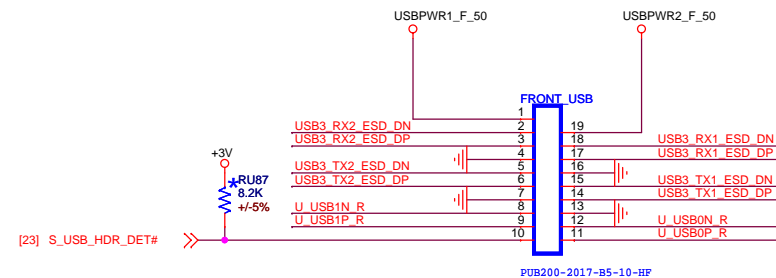 USBPWR1_F_50
USBPWR2_F_50
FRONT_USB
1
USB3_RX2_ESD_DN 2 19
USB3_RX2_ESD_DP 3 18 USB3_RX1_ESD_DN
4 17 USB3_RX1_ESD_DP
USB3_TX2_ESD_DN 5 16
USB3_TX2_ESD_DP 6 15 USB3_TX1_ESD_DN
7 14 USB3_TX1_ESD_DP
U_USB1N_R 8 13
U_USB1P_R 9 12 U_USB0N_R
10 11 U_USB0P_R
+3V
*RU87
8.2K
+/-5%
[23] S_USB_HDR_DET#
PUB200-2017-B5-10-HF